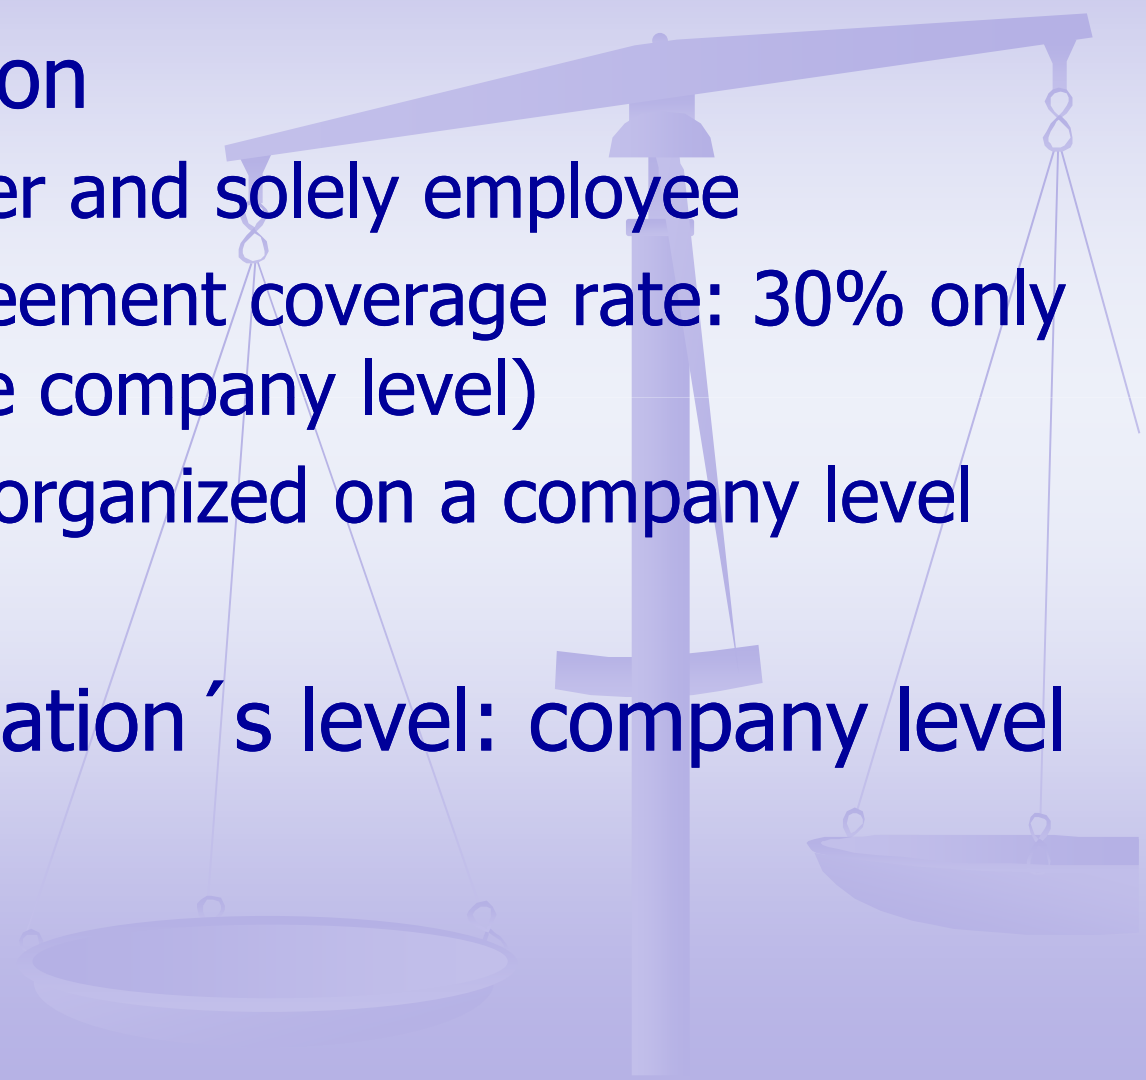 on
er and solely employee
eement coverage rate: 30% only
e company level)
organized on a company level
ation´s level: company level